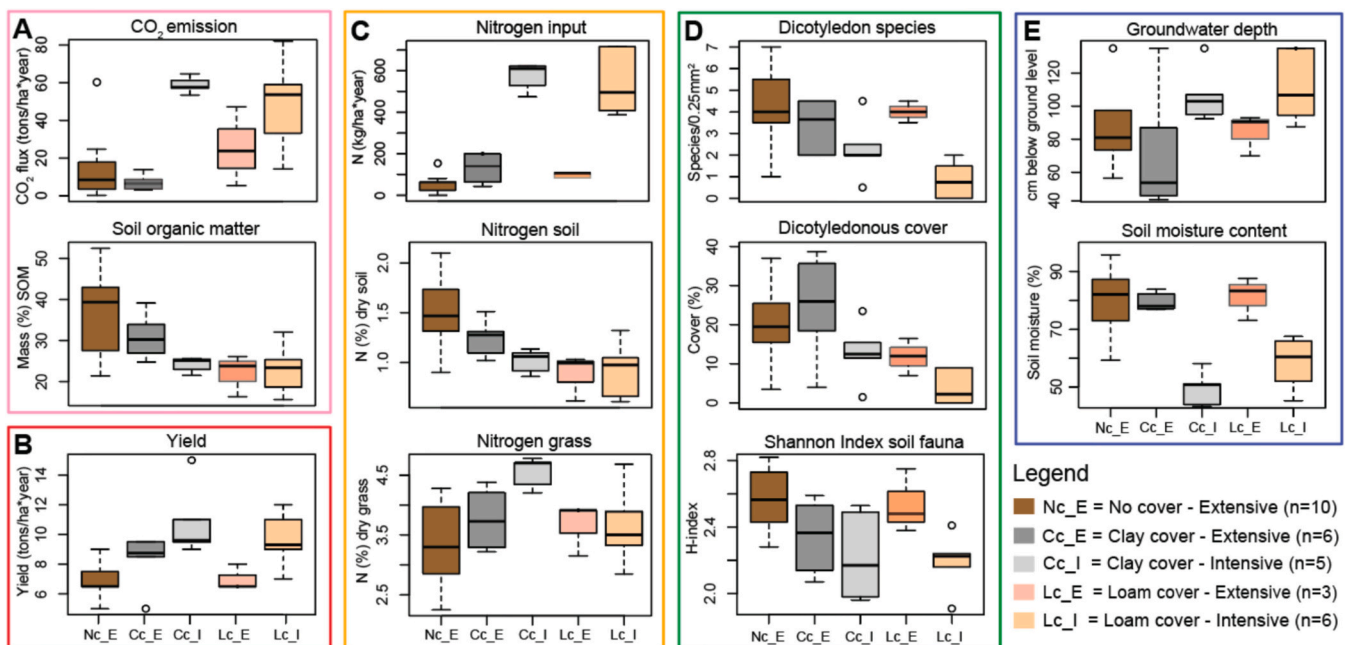 A
CO2 emission
CO2 flux (tons/ha*year)
0 20 40 60 80
Soil organic matter
Mass (%) SOM
20 30 40 50
B
Yield
Yield (tons/ha*year)
6 8 10 12 14
Nc_E Cc_E Cc_I Lc_E Lc_I
C
Nitrogen input
N (kg/ha*year)
0 200 400 600
Nitrogen soil
N (%) dry soil
1.0 1.5 2.0
Nitrogen grass
N (%) dry grass
2.5 3.5 4.5
Nc_E Cc_E Cc_I Lc_E Lc_I
D
Dicotyledon species
Species/0.25mm²
0 1 2 3 4 5 6 7
Dicotyledonous cover
Cover (%)
0 10 20 30 40
Shannon Index soil fauna
H-index
2.0 2.4 2.8
Nc_E Cc_E Cc_I Lc_E Lc_I
E
Groundwater depth
cm below ground level
40 60 80 100 120
Soil moisture content
Soil moisture (%)
50 70 90
Nc_E Cc_E Cc_I Lc_E Lc_I
Legend
Nc_E = No cover - Extensive (n=10)
Cc_E = Clay cover - Extensive (n=6)
Cc_I = Clay cover - Intensive (n=5)
Lc_E = Loam cover - Extensive (n=3)
Lc_I = Loam cover - Intensive (n=6)